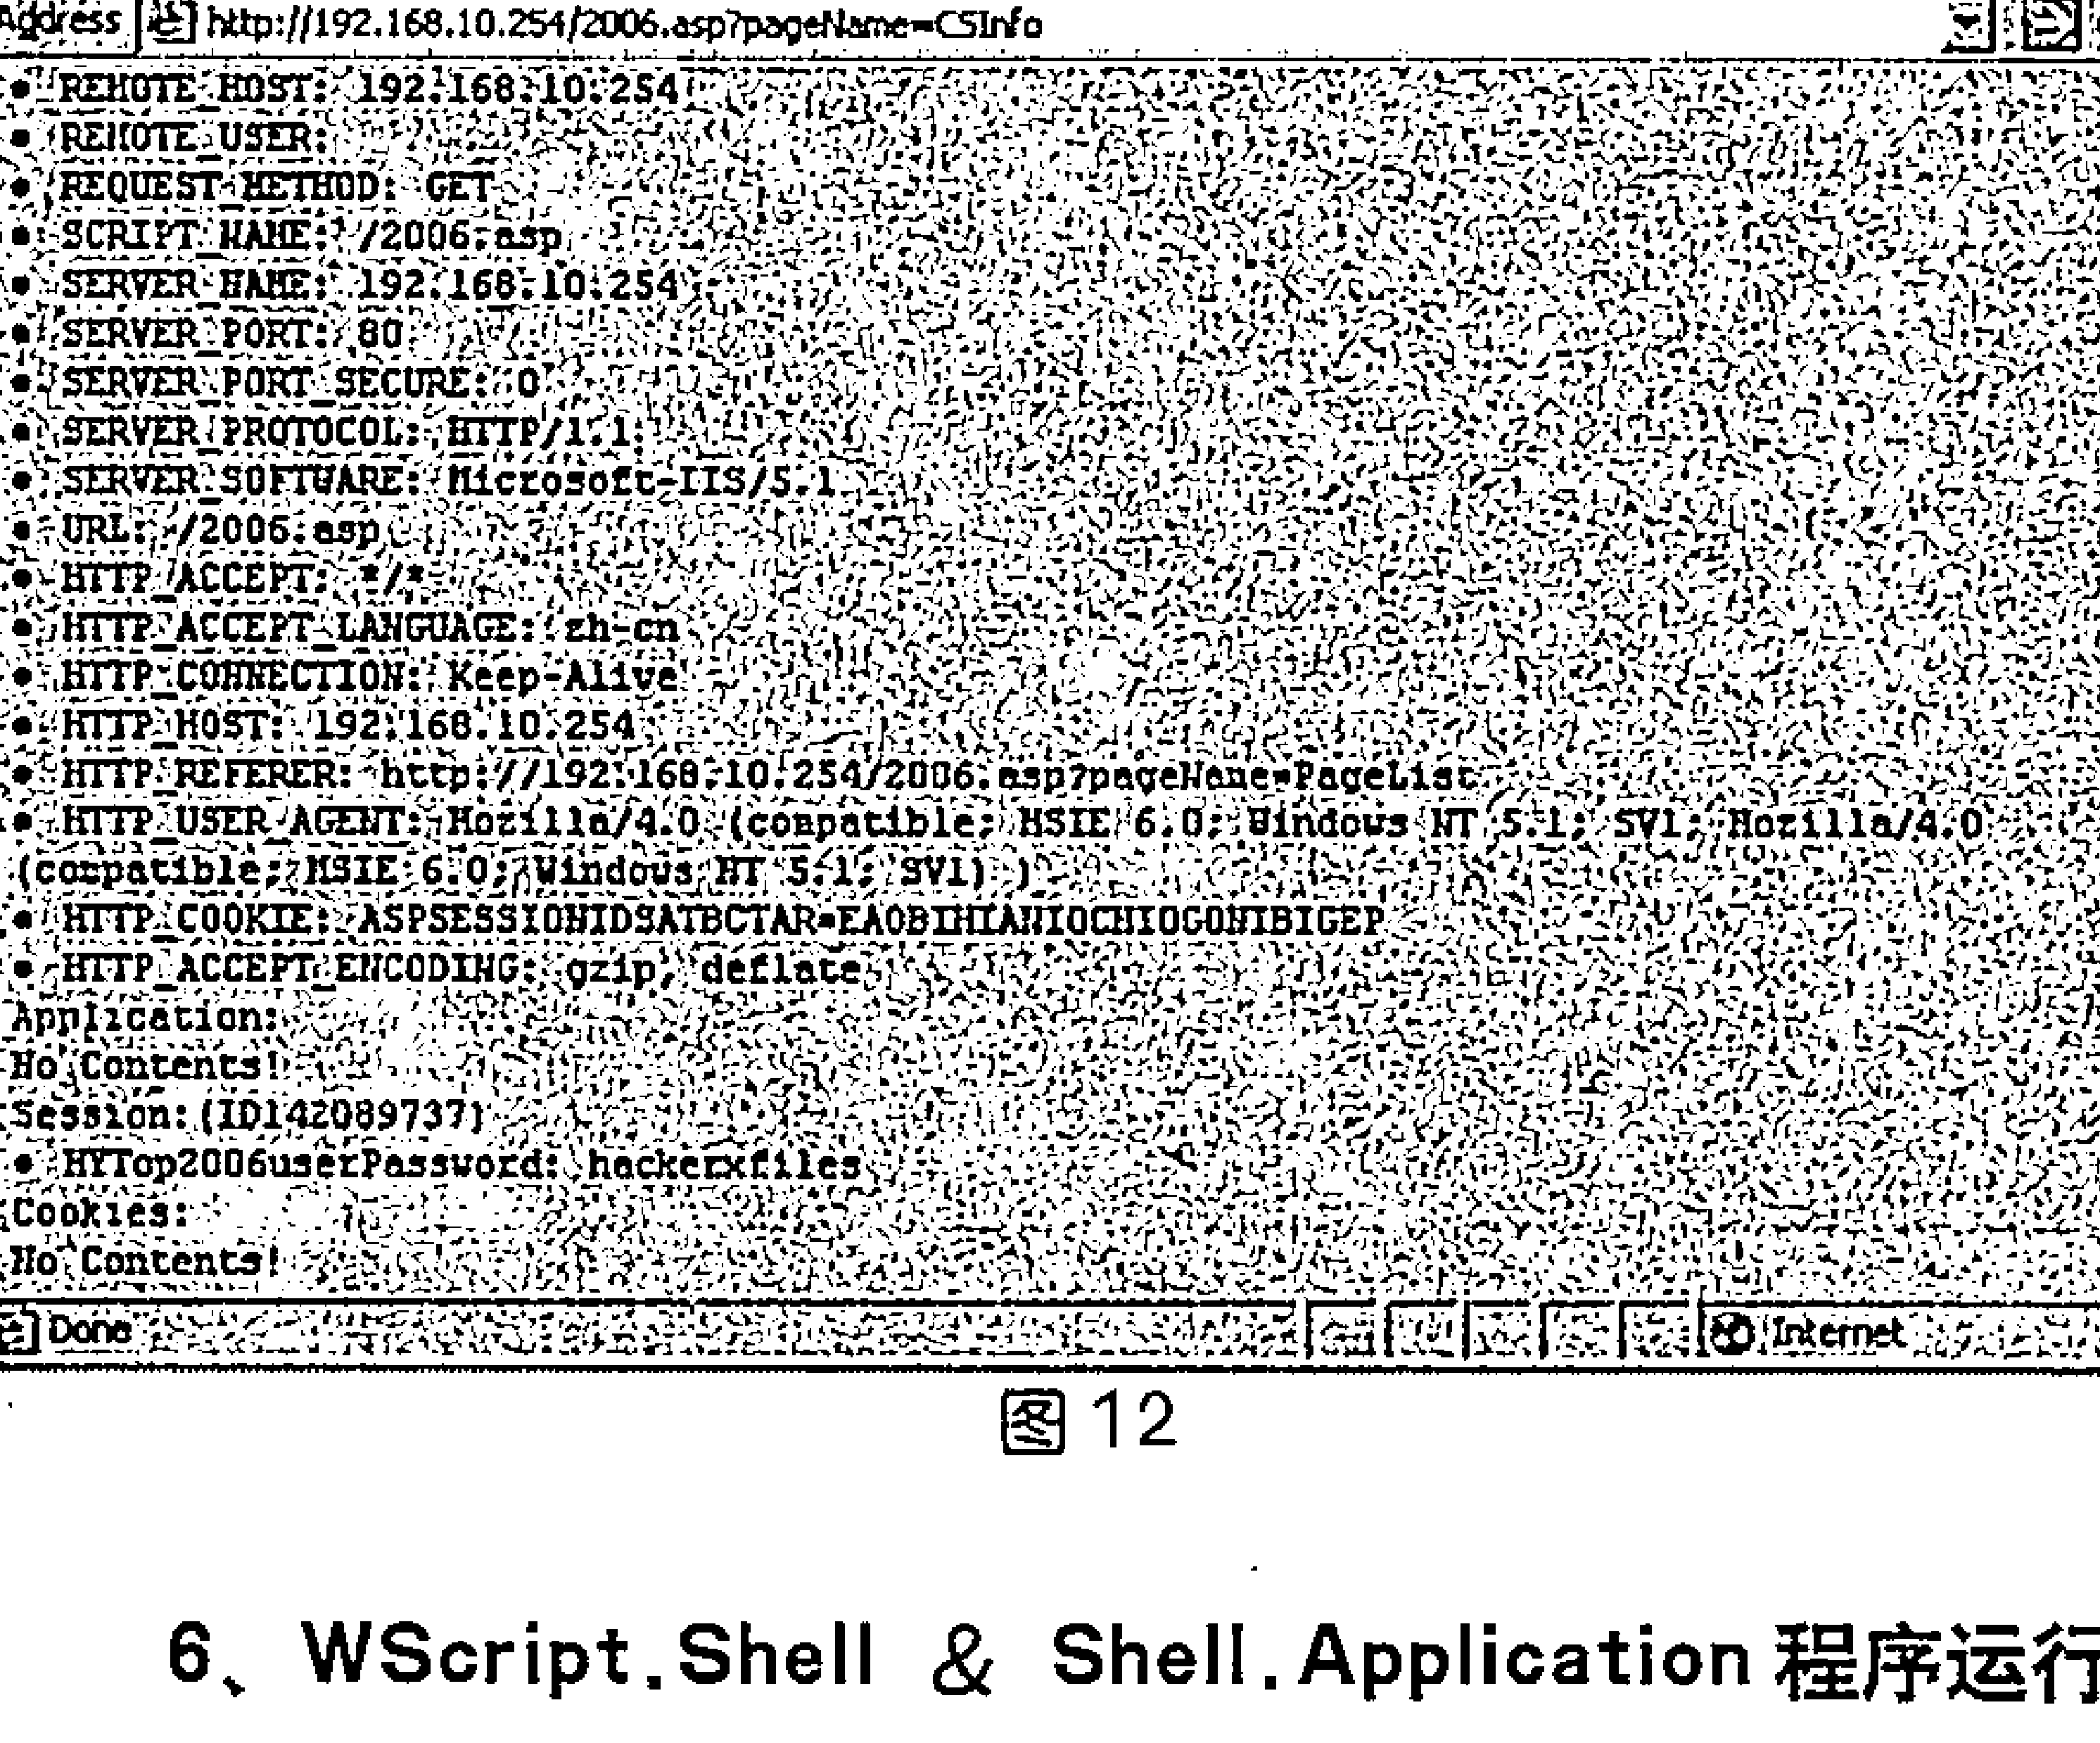 Address http://192.168.10.254/2006.asp?pageName=CSInfo
• REMOTE_HOST: 192.168.10.254
• REMOTE_USER:
• REQUEST_METHOD: GET
• SCRIPT_NAME: /2006.asp
• SERVER_NAME: 192.168.10.254
• SERVER_PORT: 80
• SERVER_PORT_SECURE: 0
• SERVER_PROTOCOL: HTTP/1.1
• SERVER_SOFTWARE: Microsoft-IIS/5.1
• URL: /2006.asp
• HTTP_ACCEPT: */*
• HTTP_ACCEPT_LANGUAGE: zh-cn
• HTTP_CONNECTION: Keep-Alive
• HTTP_HOST: 192.168.10.254
• HTTP_REFERER: http://192.168.10.254/2006.asp?pageName=PageList
• HTTP_USER_AGENT: Mozilla/4.0 (compatible; MSIE 6.0; Windows NT 5.1; SV1; Mozilla/4.0
(compatible; MSIE 6.0; Windows NT 5.1; SV1) )
• HTTP_COOKIE:
• HTTP_ACCEPT_ENCODING: gzip, deflate
Application:
No Contents!
Session:(ID142089737)
• HYTop2006userPassword: hackerxfiles
Cookies:
No Contents!
Done Internet
图 12
6、WScript.Shell & Shell.Application 程序运行